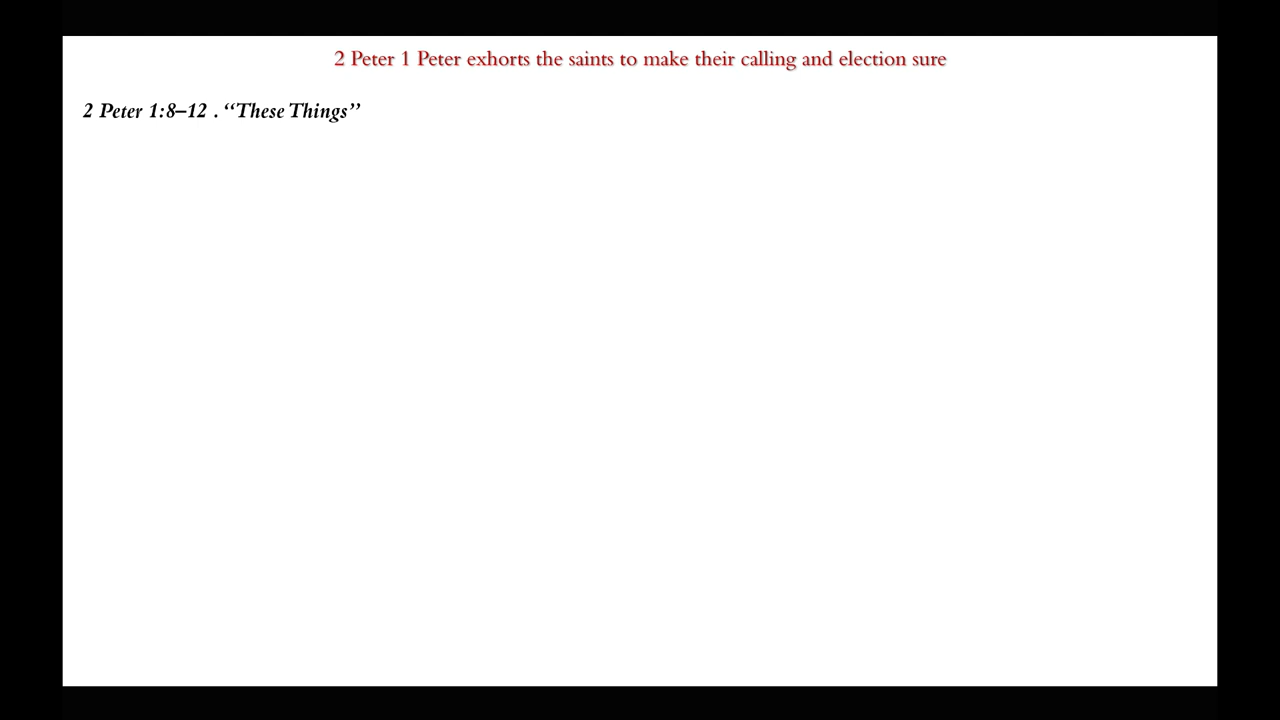 2 Peter 1 Peter exhorts the saints to make their calling and election sure
2 Peter 1:8–12 . “These Things”